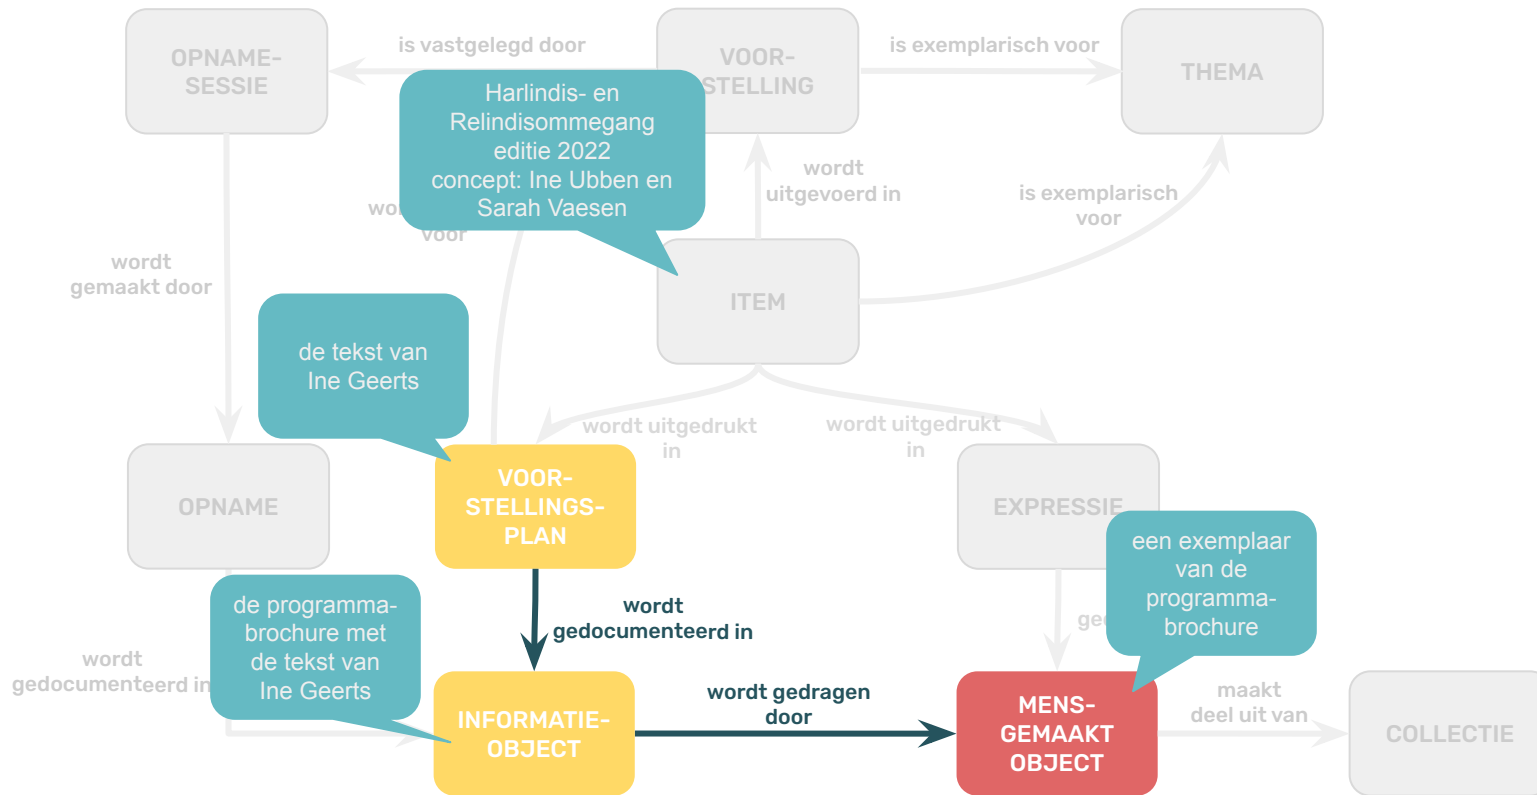 OPNAME-
SESSIE
is vastgelegd door
VOOR-
STELLING
is exemplarisch voor
THEMA
Harlindis- en
Relindisommegang
editie 2022
concept: Ine Ubben en
Sarah Vaesen
wordt
uitgevoerd in
is exemplarisch
voor
voor
wordt
gemaakt door
ITEM
de tekst van
Ine Geerts
wordt uitgedrukt
in
wordt uitgedrukt
in
OPNAME
VOOR-
STELLINGS-
PLAN
EXPRESSIE
een exemplaar
van de
programma-
brochure
de programma-
brochure met
de tekst van
Ine Geerts
wordt
gedocumenteerd in
wordt
gedocumenteerd in
INFORMATIE-
OBJECT
wordt gedragen
door
MENS-
GEMAAKT
OBJECT
maakt
deel uit van
COLLECTIE